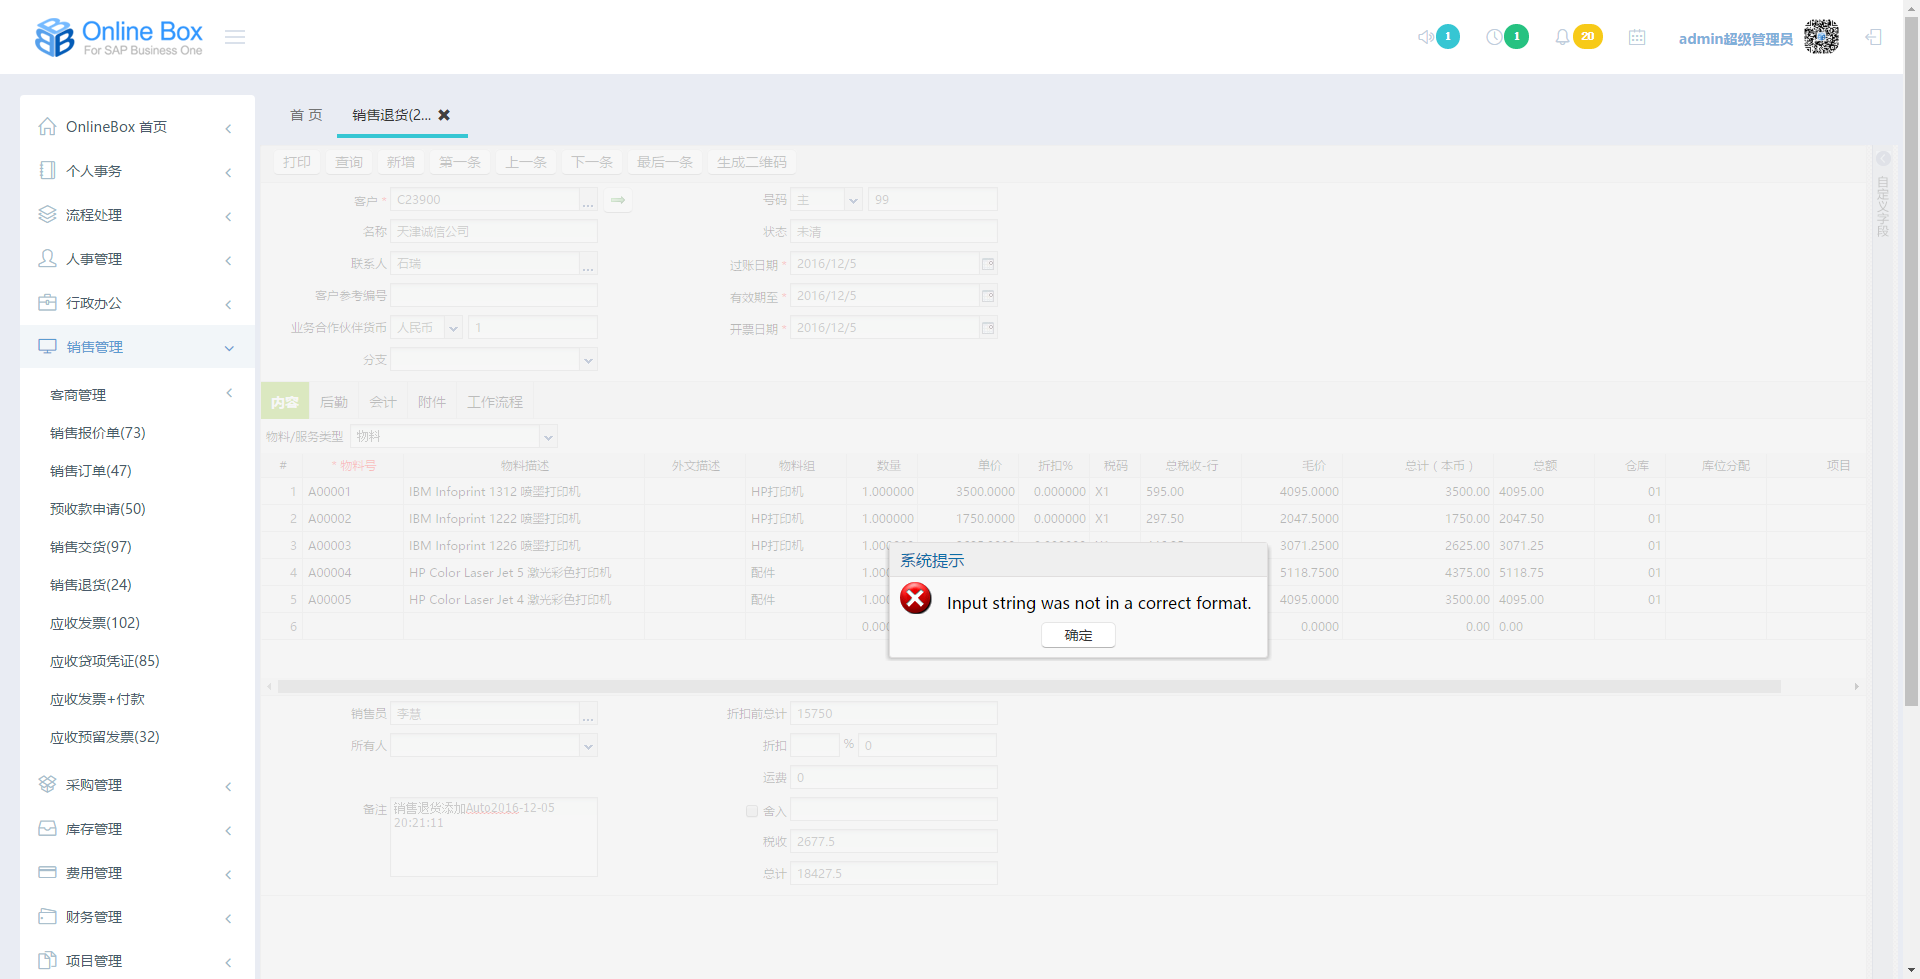 Online Box
For SAP Business One
1
1
20
admin超级管理员
OnlineBox 首页
个人事务
流程处理
人事管理
行政办公
销售管理
客商管理
销售报价单(73)
销售订单(47)
预收款申请(50)
销售交货(97)
销售退货(24)
应收发票(102)
应收贷项凭证(85)
应收发票+付款
应收预留发票(32)
采购管理
库存管理
费用管理
财务管理
项目管理
首 页
销售退货(2...
打印 查询 新增 第一条 上一条 下一条 最后一条 生成二维码
自定义字段
客户 * C23900 ...
名称 天津诚信公司
联系人 石瑞 ...
客户参考编号
业务合作伙伴货币 人民币 1
分支
号码 主 99
状态 未清
过账日期 * 2016/12/5
有效期至 * 2016/12/5
开票日期 * 2016/12/5
内容 后勤 会计 附件 工作流程
物料/服务类型 物料
# * 物料号 物料描述 外文描述 物料组 数量 单价 折扣% 税码 总税收-行 毛价 总计（本币） 总额 仓库 库位分配 项目
1 A00001 IBM Infoprint 1312 喷墨打印机 HP打印机 1.000000 3500.0000 0.000000 X1 595.00 4095.0000 3500.00 4095.00 01
2 A00002 IBM Infoprint 1222 喷墨打印机 HP打印机 1.000000 1750.0000 0.000000 X1 297.50 2047.5000 1750.00 2047.50 01
3 A00003 IBM Infoprint 1226 喷墨打印机 HP打印机 3071.2500 2625.00 3071.25 01
4 A00004 HP Color Laser Jet 5 激光彩色打印机 配件 5118.7500 4375.00 5118.75 01
5 A00005 HP Color Laser Jet 4 激光彩色打印机 配件 4095.0000 3500.00 4095.00 01
6 0.0000 0.00 0.00
系统提示
Input string was not in a correct format.
确定
销售员 李慧 ...
所有人
备注 销售退货添加Auto2016-12-05
20:21:11
折扣前总计 15750
折扣 % 0
运费 0
舍入
税收 2677.5
总计 18427.5